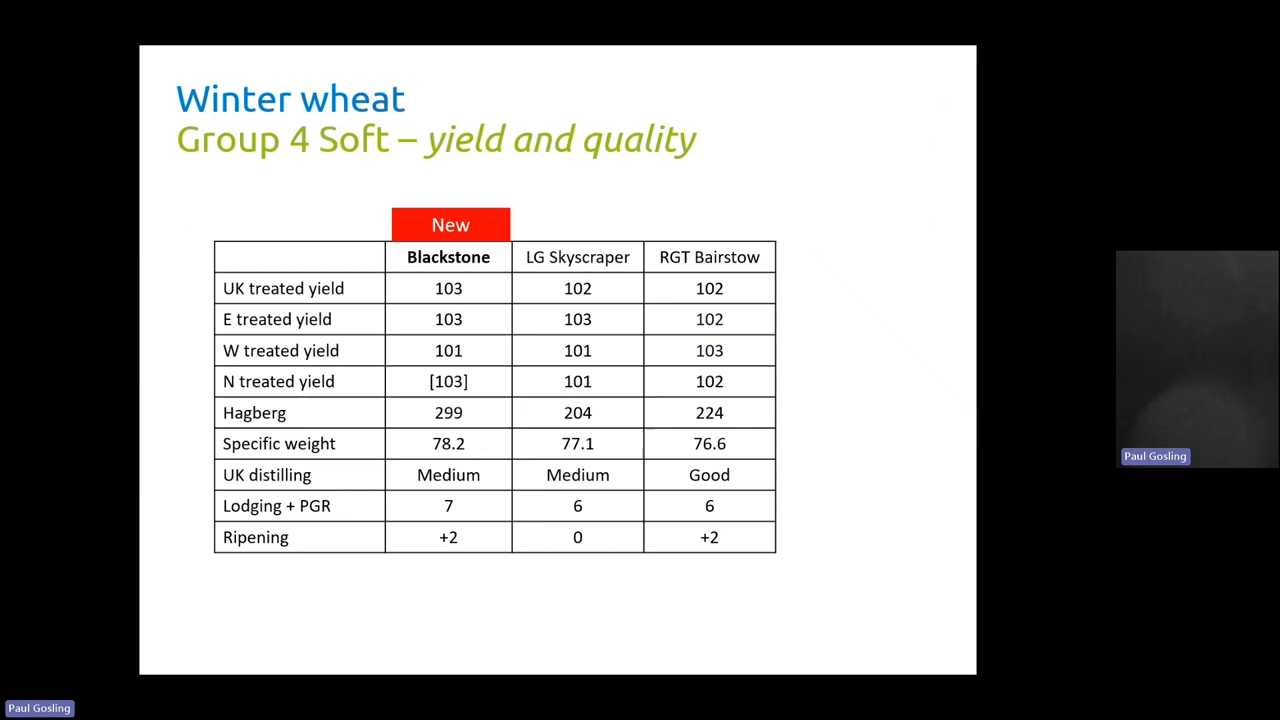 Winter wheat
Group 4 Soft – yield and quality
New
Blackstone LG Skyscraper RGT Bairstow
UK treated yield 103 102 102
E treated yield 103 103 102
W treated yield 101 101 103
N treated yield [103] 101 102
Hagberg 299 204 224
Specific weight 78.2 77.1 76.6
UK distilling Medium Medium Good
Lodging + PGR 7 6 6
Ripening +2 0 +2
Paul Gosling
Paul Gosling